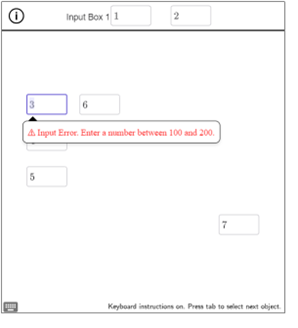 Input Box 1 1 2
3 6
⚠ Input Error. Enter a number between 100 and 200.
5
7
Keyboard instructions on. Press tab to select next object.